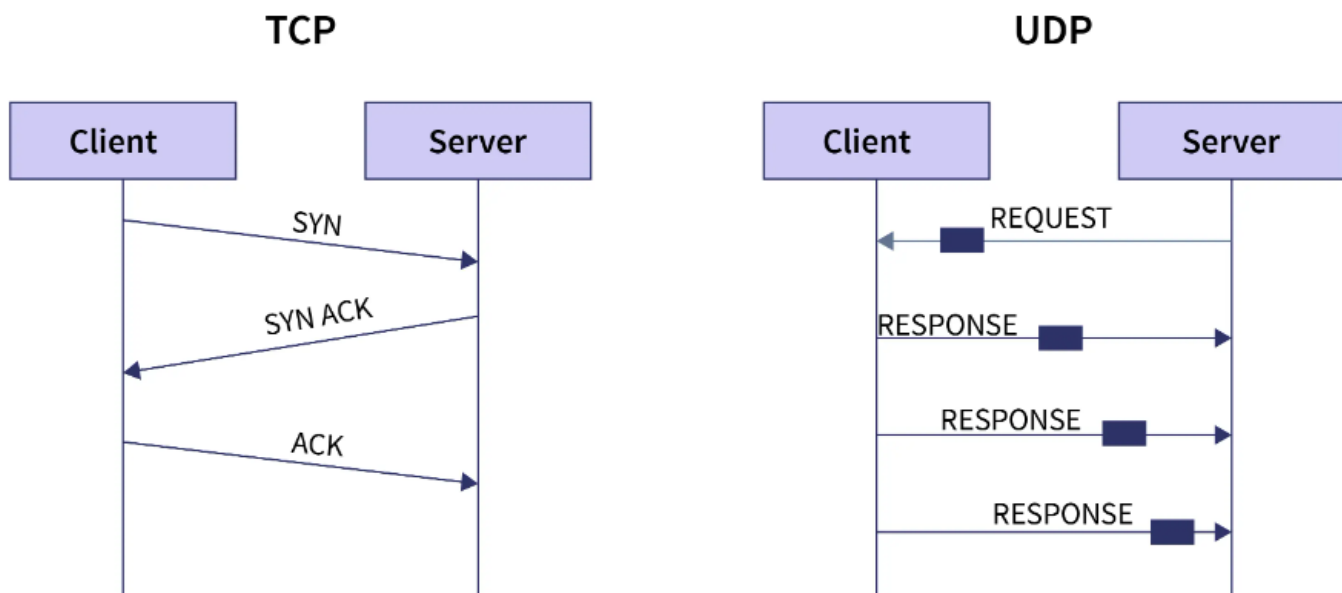 TCP
UDP
Client
Server
Client
Server
SYN
SYN ACK
ACK
REQUEST
RESPONSE
RESPONSE
RESPONSE